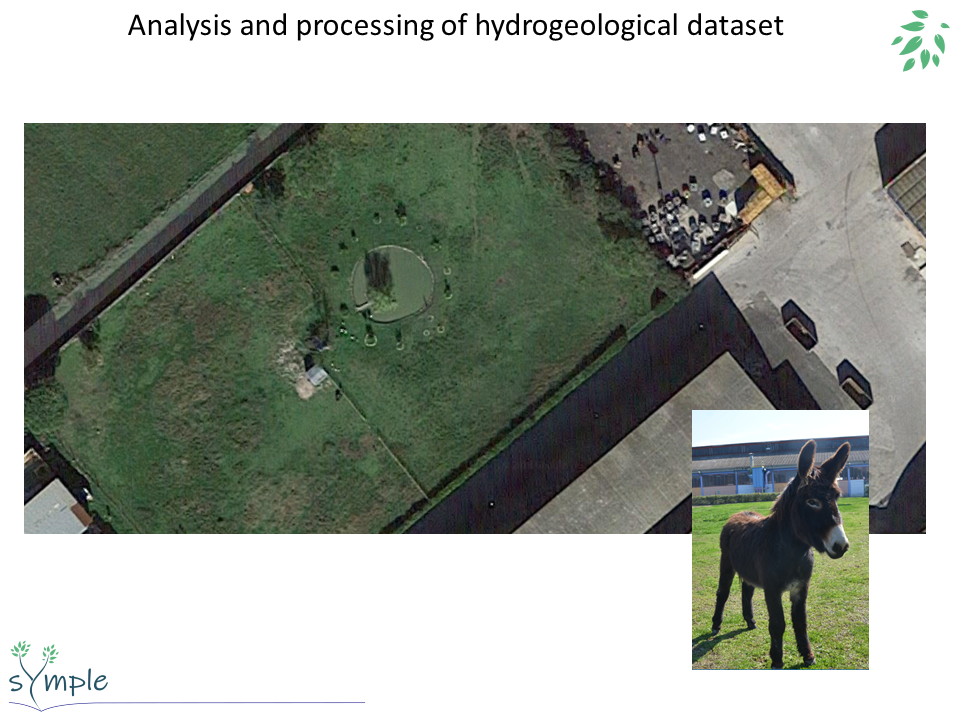 Analysis and processing of hydrogeological dataset
sYmple